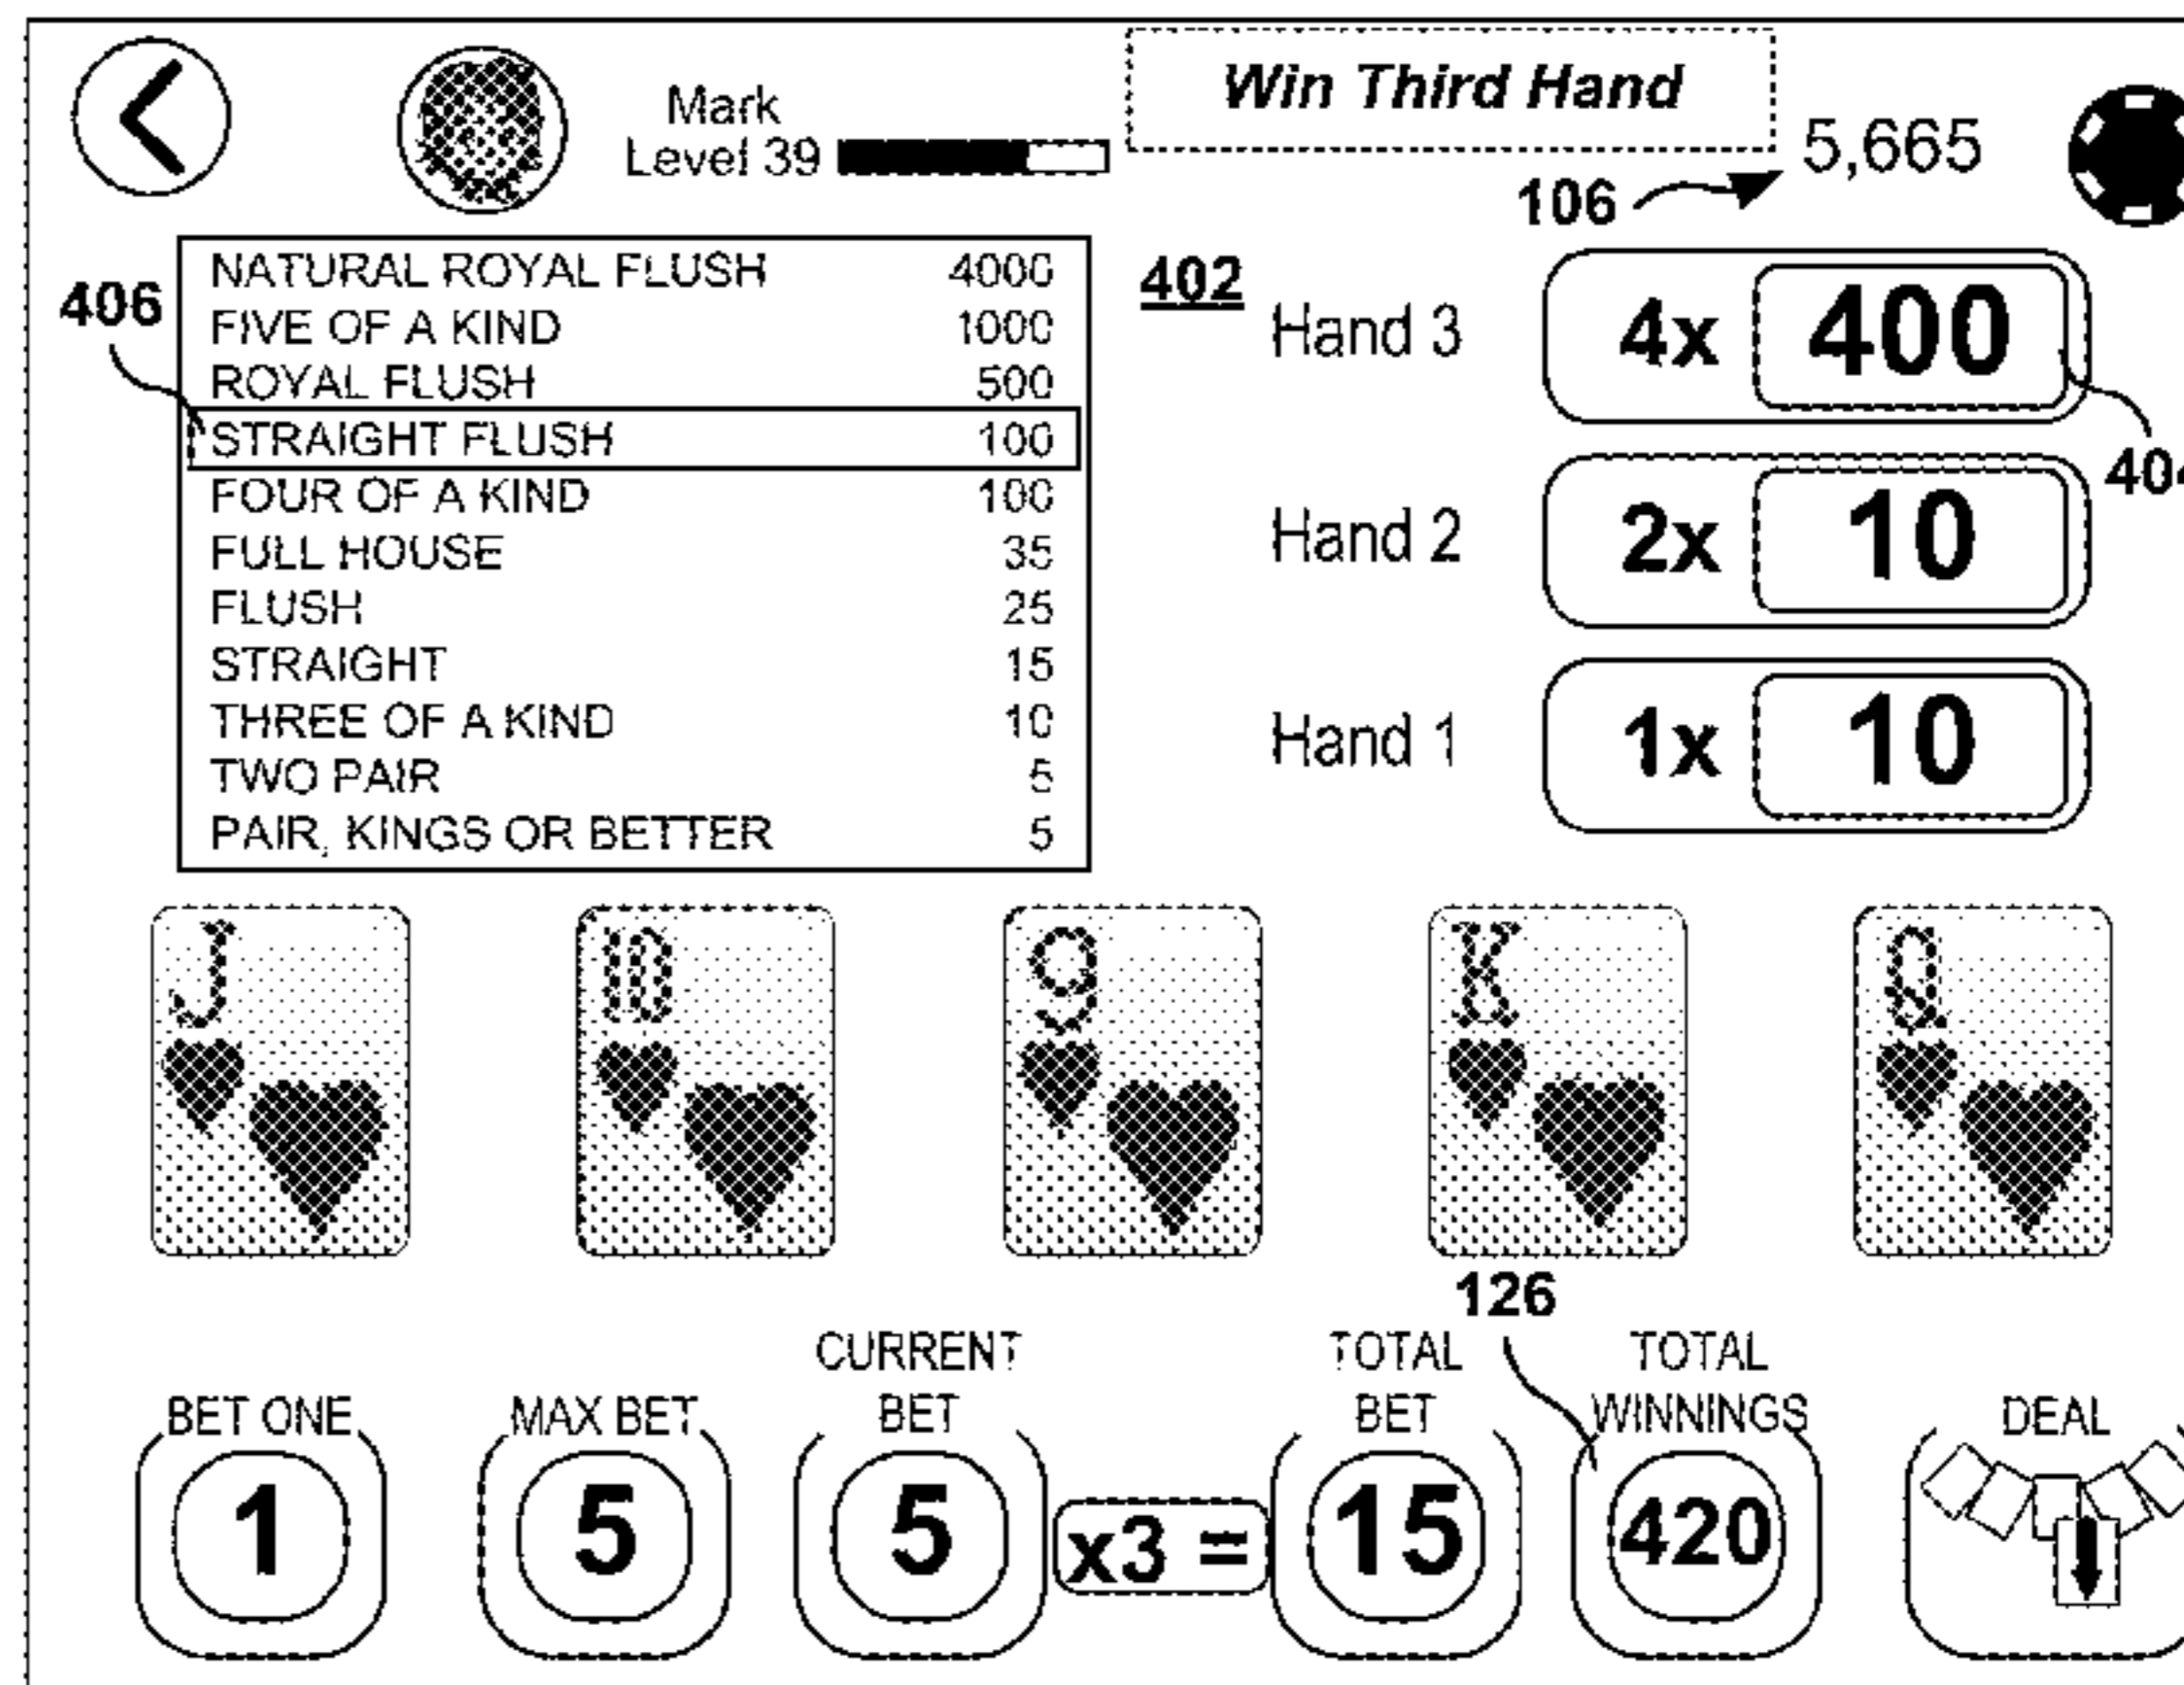 Win Third Hand
Mark
Level 39
5,665
106
406
402
NATURAL ROYAL FLUSH 4000
FIVE OF A KIND 1000
ROYAL FLUSH 500
STRAIGHT FLUSH 100
FOUR OF A KIND 100
FULL HOUSE 35
FLUSH 25
STRAIGHT 15
THREE OF A KIND 10
TWO PAIR 5
PAIR, KINGS OR BETTER 5
Hand 3 4x 400
404
Hand 2 2x 10
Hand 1 1x 10
J 10 9 K Q
126
BET ONE
1
MAX BET
5
CURRENT
BET
5
x3 =
TOTAL
BET
15
TOTAL
WINNINGS
420
DEAL